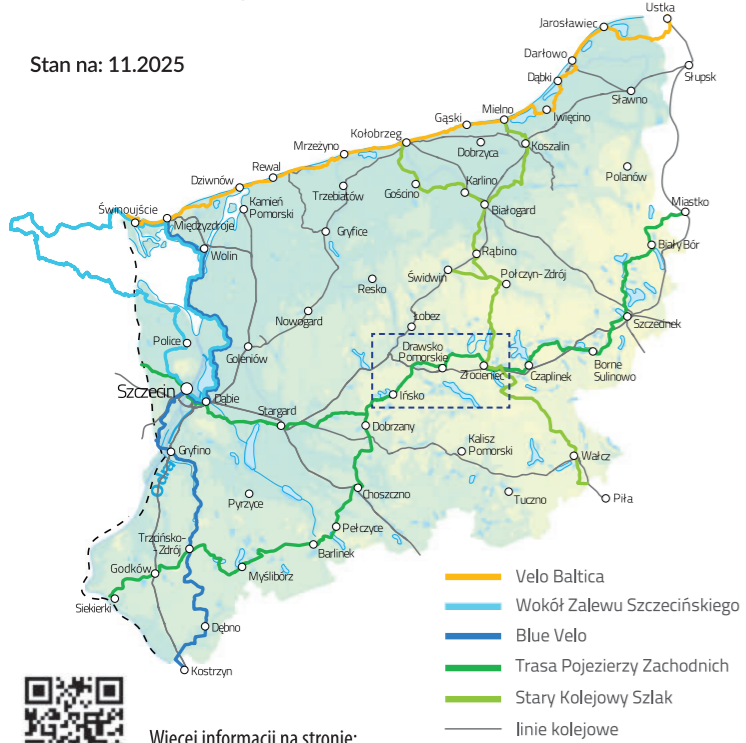 Stan na: 11.2025
Ustka
Jarosławiec
Darłowo
Słupsk
Dąbki
Sławno
Mielno
Iwięcino
Gąski
Kołobrzeg
Koszalin
Dobrzyca
Mrzeżyno
Rewal
Polanów
Dziwnów
Trzebiatów
Gościno
Karlino
Kamień
Pomorski
Miastko
Świnoujście
Białogard
Międzyzdroje
Gryfice
Biały Bór
Wolin
Rąbino
Świdwin
Połczyn-Zdrój
Resko
Nowogard
Łobez
Szczecinek
Police
Goleniów
Drawsko
Pomorskie
Złocieniec
Czaplinek
Borne
Sulinowo
Szczecin
Dąbie
Ińsko
Stargard
Dobrzany
Gryfino
Kalisz
Pomorski
Wałcz
Odra
Choszczno
Pyrzyce
Tuczno
Piła
Pełczyce
Trzcińsko-
-Zdrój
Barlinek
Godków
Myślibórz
Siekierki
Dębno
Kostrzyn
Velo Baltica
Wokół Zalewu Szczecińskiego
Blue Velo
Trasa Pojezierzy Zachodnich
Stary Kolejowy Szlak
linie kolejowe
Więcej informacji na stronie: